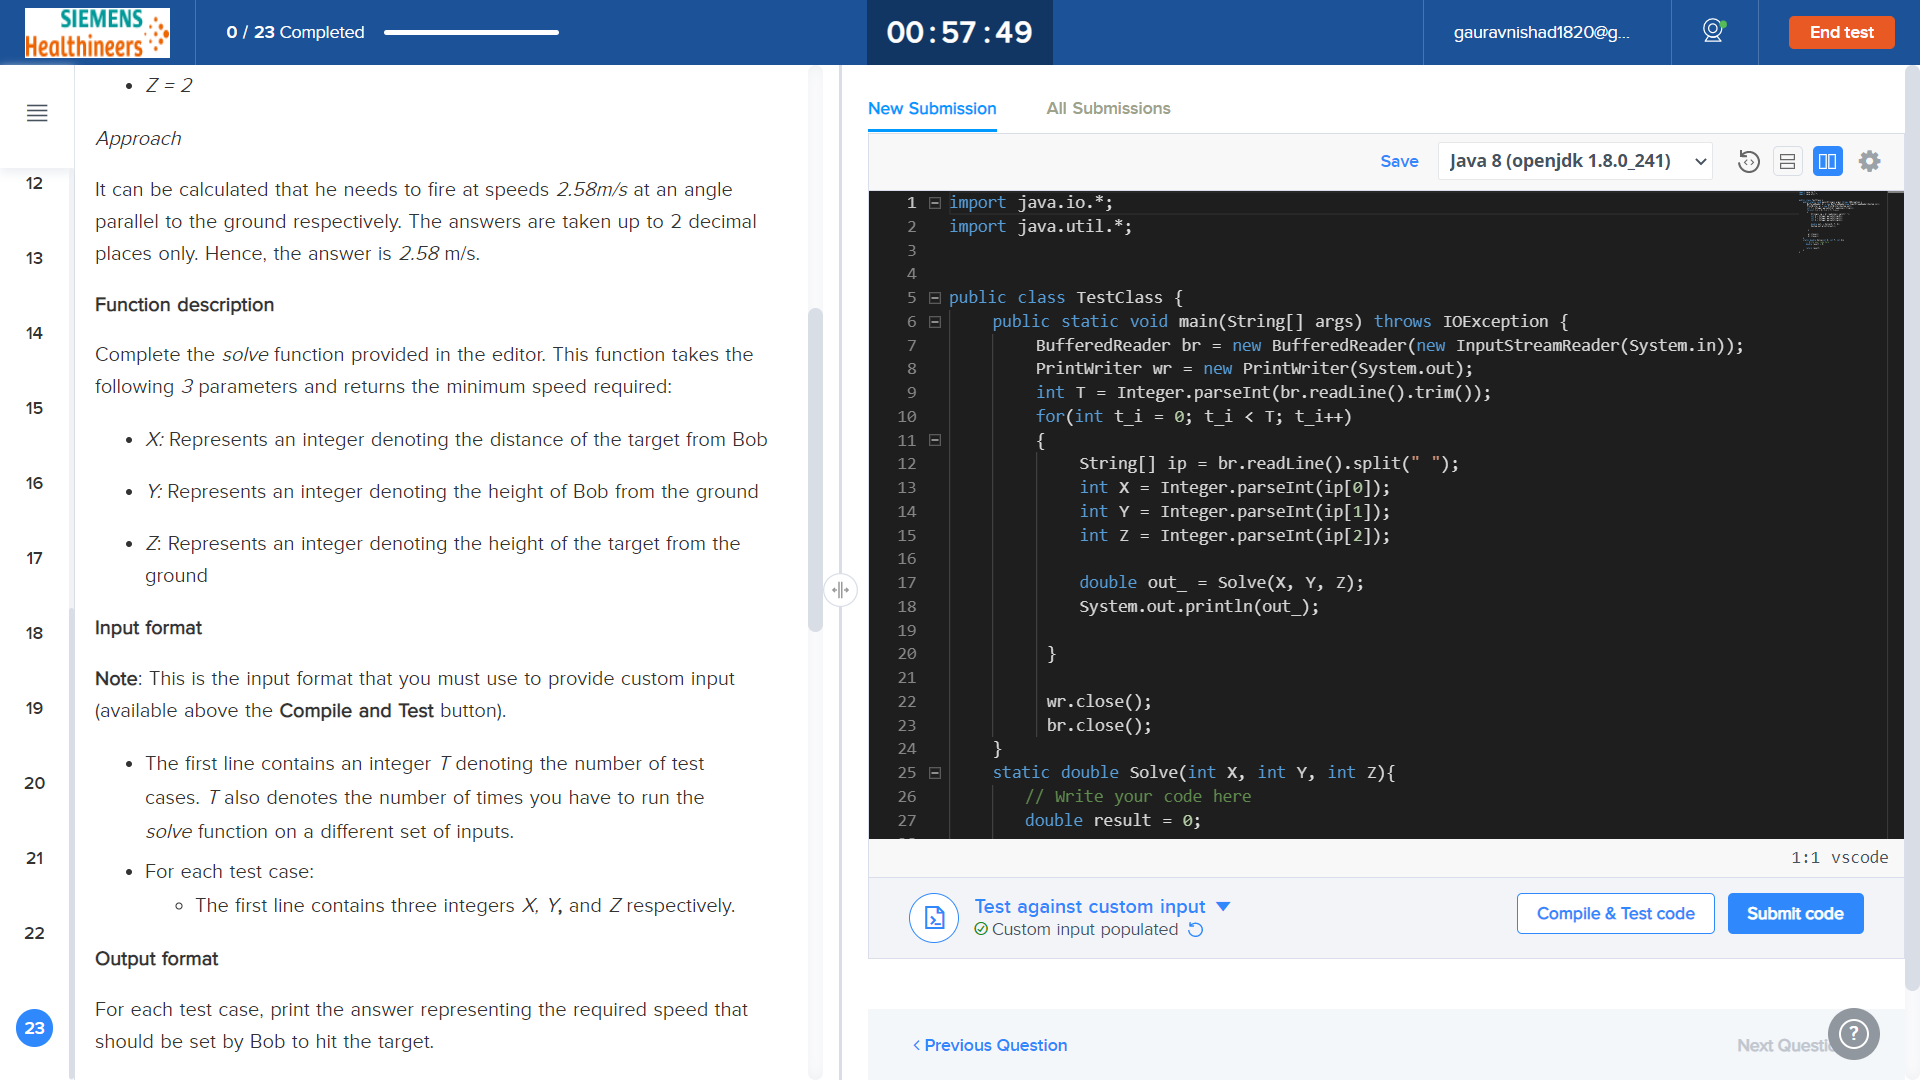 SIEMENS
Healthineers
0 / 23 Completed
00:57:49
gauravnishad1820@g...
End test
12
13
14
15
16
17
18
19
20
21
22
23
• Z = 2
Approach
It can be calculated that he needs to fire at speeds 2.58m/s at an angle
parallel to the ground respectively. The answers are taken up to 2 decimal
places only. Hence, the answer is 2.58 m/s.
Function description
Complete the solve function provided in the editor. This function takes the
following 3 parameters and returns the minimum speed required:
• X: Represents an integer denoting the distance of the target from Bob
• Y: Represents an integer denoting the height of Bob from the ground
• Z: Represents an integer denoting the height of the target from the
ground
Input format
Note: This is the input format that you must use to provide custom input
(available above the Compile and Test button).
• The first line contains an integer T denoting the number of test
cases. T also denotes the number of times you have to run the
solve function on a different set of inputs.
• For each test case:
◦ The first line contains three integers X, Y, and Z respectively.
Output format
For each test case, print the answer representing the required speed that
should be set by Bob to hit the target.
New Submission
All Submissions
Save
Java 8 (openjdk 1.8.0_241)
1 import java.io.*;
2 import java.util.*;
3
4
5 public class TestClass {
6 public static void main(String[] args) throws IOException {
7 BufferedReader br = new BufferedReader(new InputStreamReader(System.in));
8 PrintWriter wr = new PrintWriter(System.out);
9 int T = Integer.parseInt(br.readLine().trim());
10 for(int t_i = 0; t_i < T; t_i++)
11 {
12 String[] ip = br.readLine().split(" ");
13 int X = Integer.parseInt(ip[0]);
14 int Y = Integer.parseInt(ip[1]);
15 int Z = Integer.parseInt(ip[2]);
16
17 double out_ = Solve(X, Y, Z);
18 System.out.println(out_);
19
20 }
21
22 wr.close();
23 br.close();
24 }
25 static double Solve(int X, int Y, int Z){
26 // Write your code here
27 double result = 0;
1:1 vscode
Test against custom input
Custom input populated
Compile & Test code
Submit code
< Previous Question
Next Questi
?